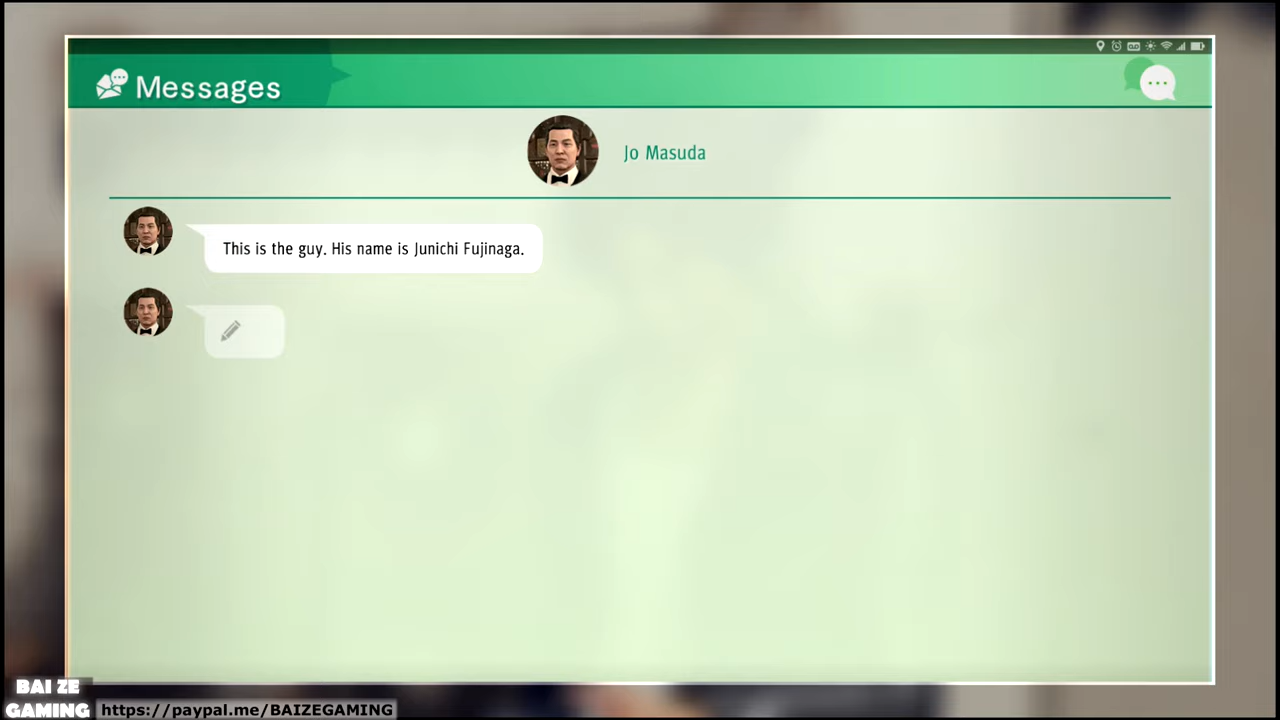 Messages
Jo Masuda
This is the guy. His name is Junichi Fujinaga.
BAI ZE
GAMING https://paypal.me/BAIZEGAMING